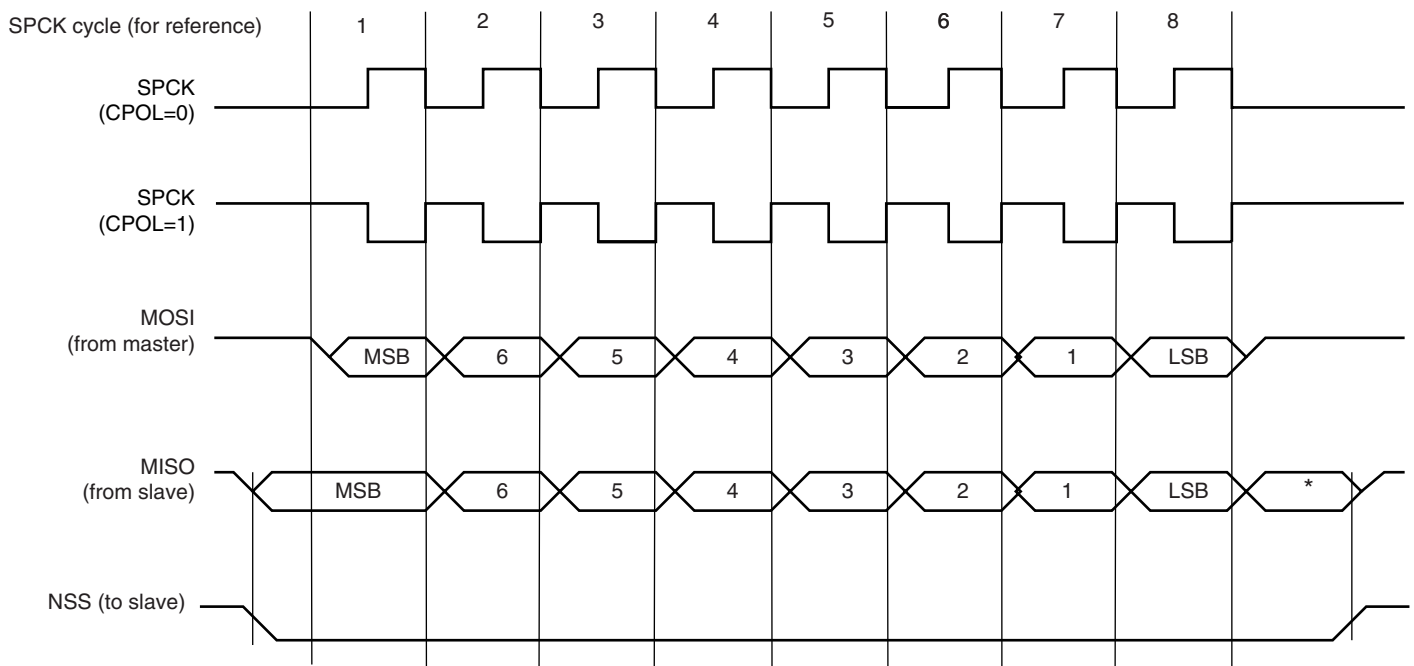 SPCK cycle (for reference) 1 2 3 4 5 6 7 8
SPCK
(CPOL=0)
SPCK
(CPOL=1)
MOSI
(from master)
MSB 6 5 4 3 2 1 LSB
MISO
(from slave)
MSB 6 5 4 3 2 1 LSB *
NSS (to slave)